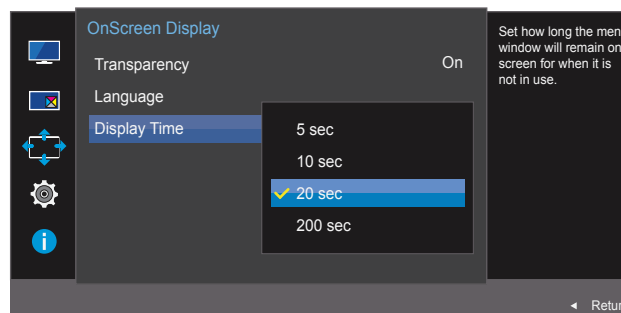 OnScreen Display
Transparency On
Language
Display Time
5 sec
10 sec
20 sec
200 sec
Set how long the men
window will remain on
screen for when it is
not in use.
Retur